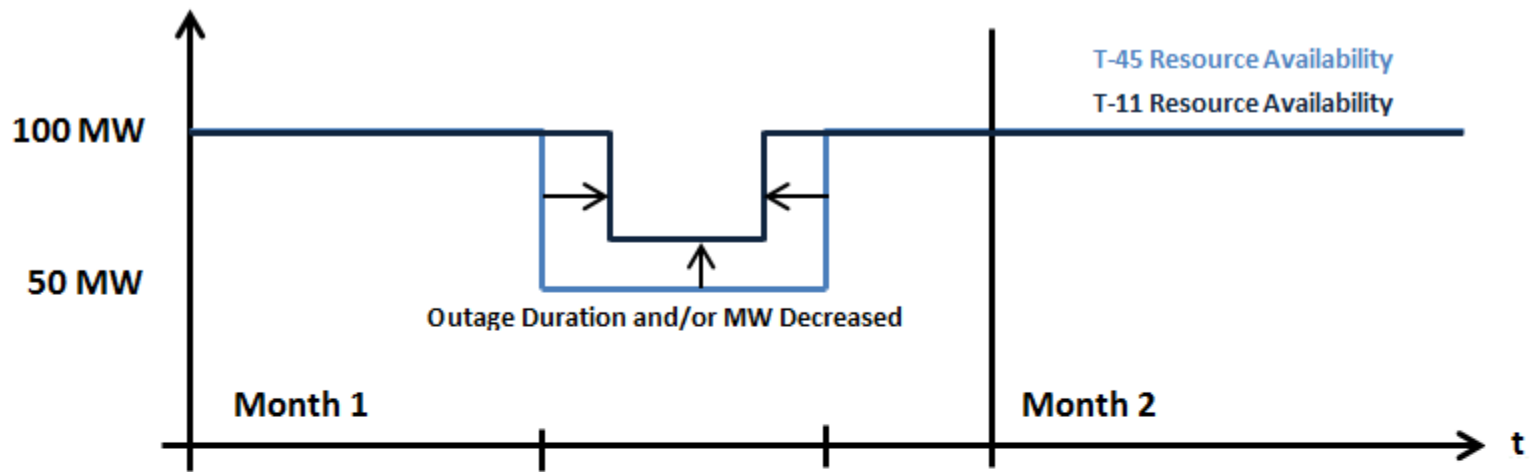 T-45 Resource Availability
T-11 Resource Availability
100 MW
50 MW
Outage Duration and/or MW Decreased
Month 1
Month 2
t